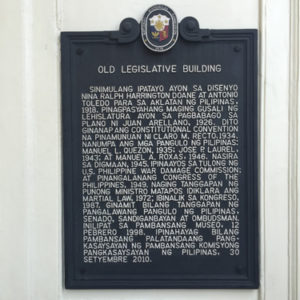 OLD LEGISLATIVE BUILDING
SINIMULANG IPATAYO AYON SA DISENYO
NINA RALPH HARRINGTON DOANE AT ANTONIO
TOLEDO PARA SA AKLATAN NG PILIPINAS,
1918. PINAGPASYAHANG MAGING GUSALI NG
LEHISLATURA AYON SA PAGBABAGO SA
PLANO NI JUAN ARELLANO, 1926. DITO
GINANAP ANG CONSTITUTIONAL CONVENTION
NA PINAMUNUAN NI CLARO M. RECTO, 1934.
NANUMPA ANG MGA PANGULO NG PILIPINAS:
MANUEL L. QUEZON, 1935; JOSE P. LAUREL,
1943; AT MANUEL A. ROXAS, 1946. NASIRA
SA DIGMAAN, 1945. IPINAAYOS SA TULONG NG
U.S. PHILIPPINE WAR DAMAGE COMMISSION
AT PINANGALANANG CONGRESS OF THE
PHILIPPINES, 1949. NAGING TANGGAPAN NG
PUNONG MINISTRO MATAPOS IDIKLARA ANG
MARTIAL LAW, 1972; IBINALIK SA KONGRESO,
1987. GINAMIT BILANG TANGGAPAN NG
PANGALAWANG PANGULO NG PILIPINAS,
SENADO, SANDIGANBAYAN AT OMBUDSMAN.
INILIPAT SA PAMBANSANG MUSEO, 12
PEBRERO 1998. IPINAHAYAG BILANG
PAMBANSANG PALATANDAANG PANG-
KASAYSAYAN NG PAMBANSANG KOMISYONG
PANGKASAYSAYAN NG PILIPINAS, 30
SETYEMBRE 2010.